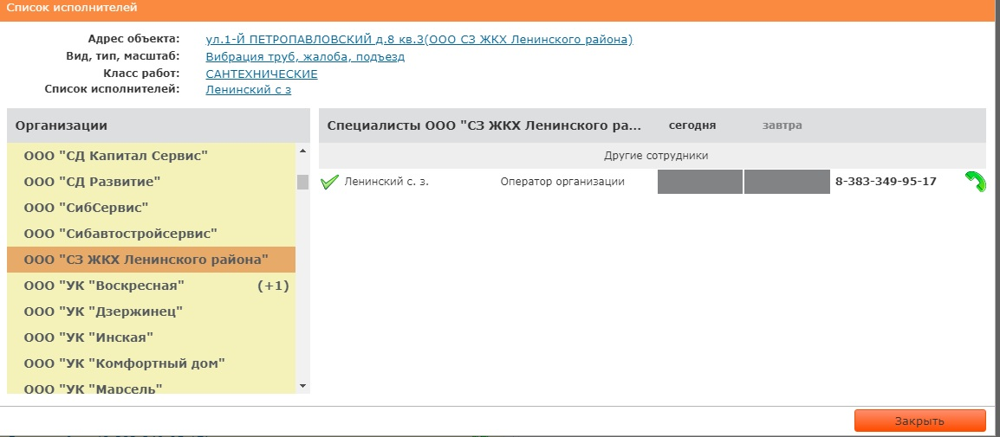 Список исполнителей
Адрес объекта: ул.1-Й ПЕТРОПАВЛОВСКИЙ д.8 кв.3(ООО СЗ ЖКХ Ленинского района)
Вид, тип, масштаб: Вибрация труб, жалоба, подъезд
Класс работ: САНТЕХНИЧЕСКИЕ
Список исполнителей: Ленинский с з
Организации
ООО "СД Капитал Сервис"
ООО "СД Развитие"
ООО "СибСервис"
ООО "Сибавтостройсервис"
ООО "СЗ ЖКХ Ленинского района"
ООО "УК "Воскресная" (+1)
ООО "УК "Дзержинец"
ООО "УК "Инская"
ООО "УК "Комфортный дом"
ООО "УК "Марсель"
Специалисты ООО "СЗ ЖКХ Ленинского ра... сегодня завтра
Другие сотрудники
Ленинский с. з. Оператор организации 8-383-349-95-17
Закрыть